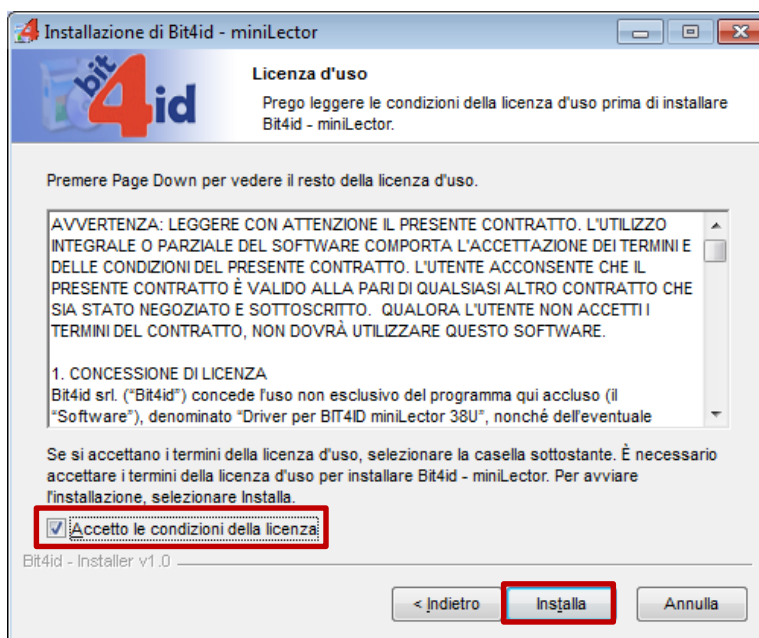 Installazione di Bit4id - miniLector
bit
4id
Licenza d'uso
Prego leggere le condizioni della licenza d'uso prima di installare
Bit4id - miniLector.
Premere Page Down per vedere il resto della licenza d'uso.
AVVERTENZA: LEGGERE CON ATTENZIONE IL PRESENTE CONTRATTO. L'UTILIZZO
INTEGRALE O PARZIALE DEL SOFTWARE COMPORTA L'ACCETTAZIONE DEI TERMINI E
DELLE CONDIZIONI DEL PRESENTE CONTRATTO. L'UTENTE ACCONSENTE CHE IL
PRESENTE CONTRATTO È VALIDO ALLA PARI DI QUALSIASI ALTRO CONTRATTO CHE
SIA STATO NEGOZIATO E SOTTOSCRITTO. QUALORA L'UTENTE NON ACCETTI I
TERMINI DEL CONTRATTO, NON DOVRÀ UTILIZZARE QUESTO SOFTWARE.
1. CONCESSIONE DI LICENZA
Bit4id srl. (“Bit4id”) concede l'uso non esclusivo del programma qui accluso (il
“Software”), denominato “Driver per BIT4ID miniLector 38U”, nonché dell'eventuale
Se si accettano i termini della licenza d'uso, selezionare la casella sottostante. È necessario
accettare i termini della licenza d'uso per installare Bit4id - miniLector. Per avviare
l'installazione, selezionare Installa.
Accetto le condizioni della licenza
Bit4id - Installer v1.0
< Indietro
Installa
Annulla